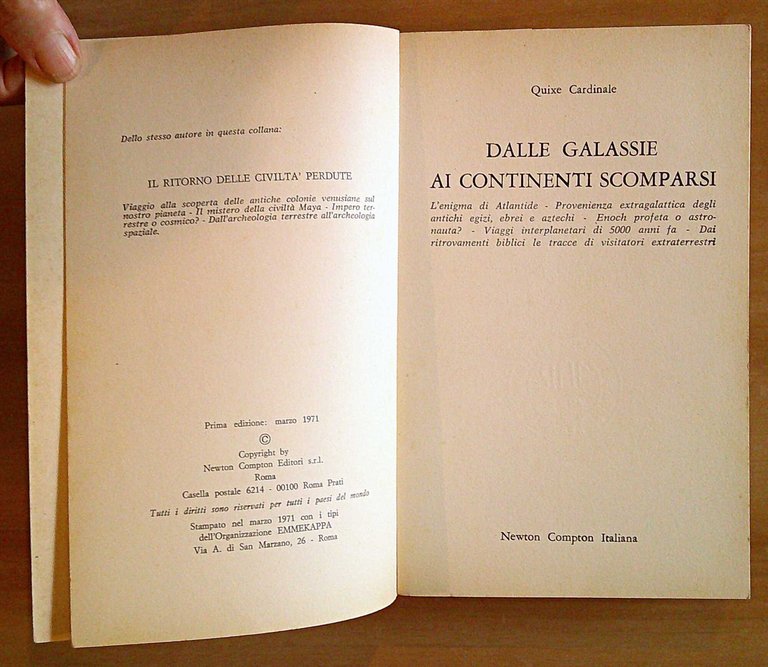 Dello stesso autore in questa collana:
IL RITORNO DELLE CIVILTA' PERDUTE
Viaggio alla scoperta delle antiche colonie venusiane sul
nostro pianeta - Il mistero della civiltà Maya - Impero ter-
restre o cosmico? - Dall'archeologia terrestre all'archeologia
spaziale.
Prima edizione: marzo 1971
©
Copyright by
Newton Compton Editori s.r.l.
Roma
Casella postale 6214 - 00100 Roma Prati
Tutti i diritti sono riservati per tutti i paesi del mondo
Stampato nel marzo 1971 con i tipi
dell'Organizzazione EMMEKAPPA
Via A. di San Marzano, 26 - Roma
Quixe Cardinale
DALLE GALASSIE
AI CONTINENTI SCOMPARSI
L'enigma di Atlantide - Provenienza extragalattica degli
antichi egizi, ebrei e aztechi - Enoch profeta o astro-
nauta? - Viaggi interplanetari di 5000 anni fa - Dai
ritrovamenti biblici le tracce di visitatori extraterrestri
Newton Compton Italiana